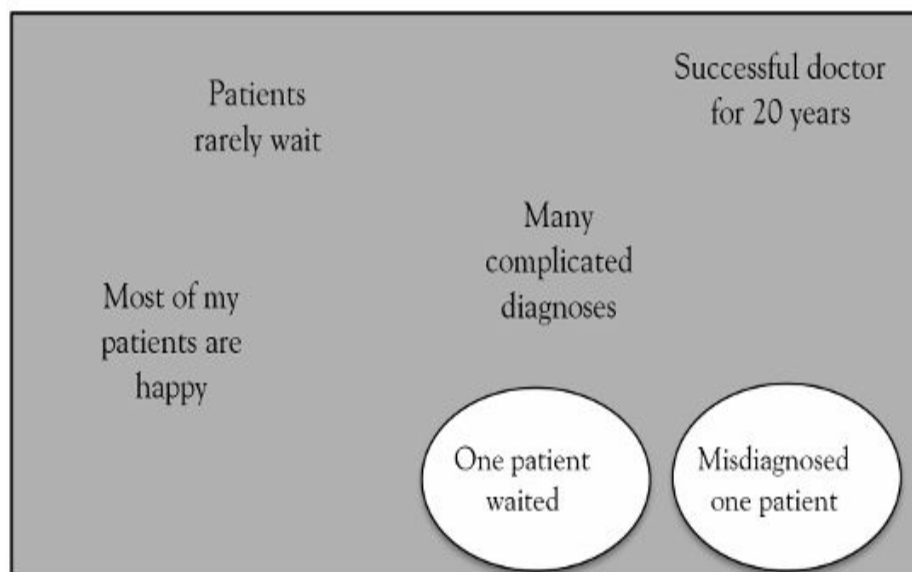 Patients
rarely wait
Successful doctor
for 20 years
Many
complicated
diagnoses
Most of my
patients are
happy
One patient
waited
Misdiagnosed
one patient